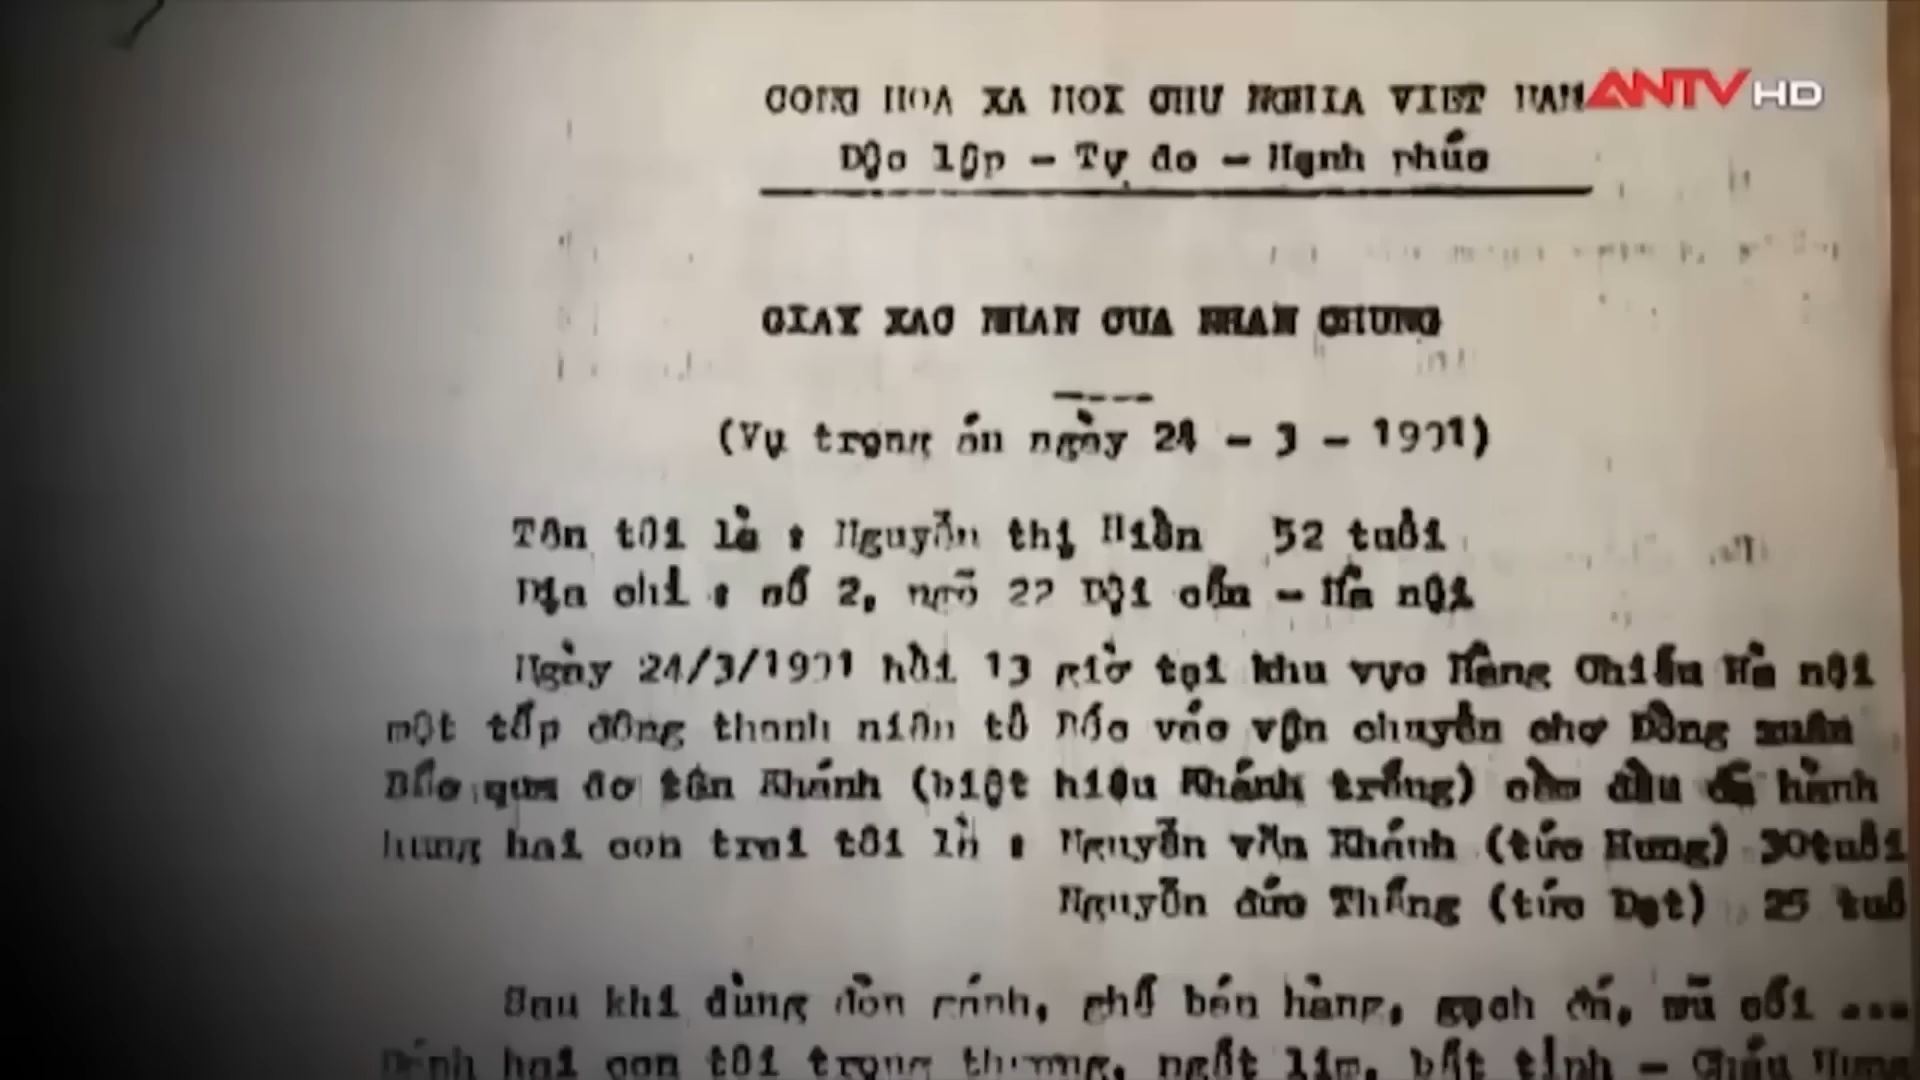 CONG HOA XA HOI CHU NGHIA VIET NAM
ANTV HD
Độc lập - Tự do - Hạnh phúc
GIAY XAC NHAN CUA NHAN CHUNG
(Vụ trọng án ngày 24 - 3 - 1991)
Tên tôi là : Nguyễn thị Hiền 52 tuổi
Địa chỉ : số 2, ngõ 22 Đội cấn - Hà nội
Ngày 24/3/1991 hồi 13 giờ tại khu vực Hàng Chiếu Hà nội
một tốp đông thanh niên tổ Bốc vác vận chuyển chợ Đồng xuân
Bắc qua do tên Khánh (biệt hiệu Khánh trắng) cầm đầu đã hành
hung hai con trai tôi là : Nguyễn văn Khánh (tức Hưng) 30tuổi
Nguyễn đức Thắng (tức Đạt) 25 tuổ
Sau khi dùng đòn gánh, ghế bán hàng, gạch đá, mũ cối ...
Đánh hai con tôi trọng thương, ngất lịm, bất tỉnh - Cháu Hưng